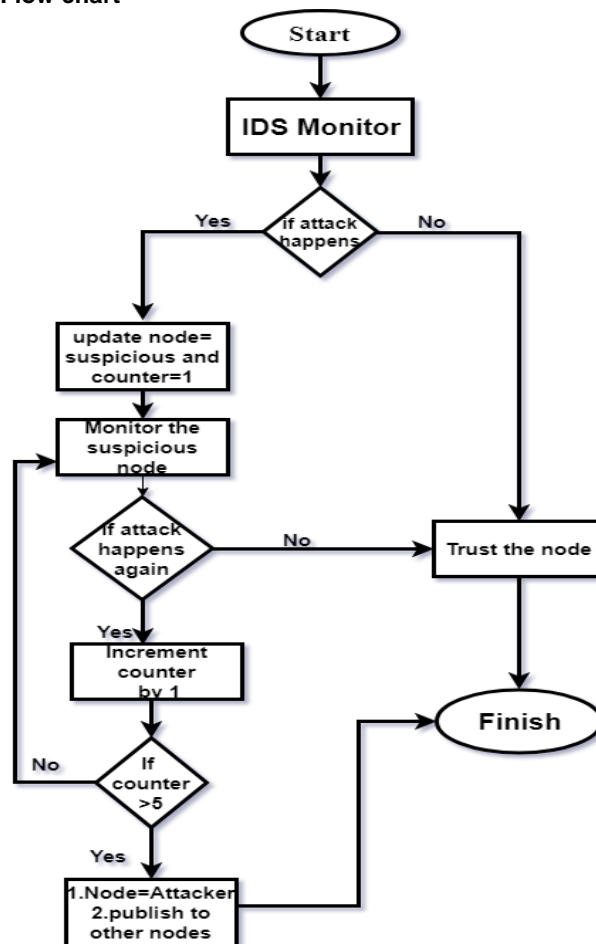 Flow chart
Start
IDS Monitor
if attack
happens
Yes
No
update node=
suspicious and
counter=1
Monitor the
suspicious
node
If attack
happens
again
No
Trust the node
Yes
Increment
counter
by 1
Finish
If
counter
>5
No
Yes
1.Node=Attacker
2.publish to
other nodes